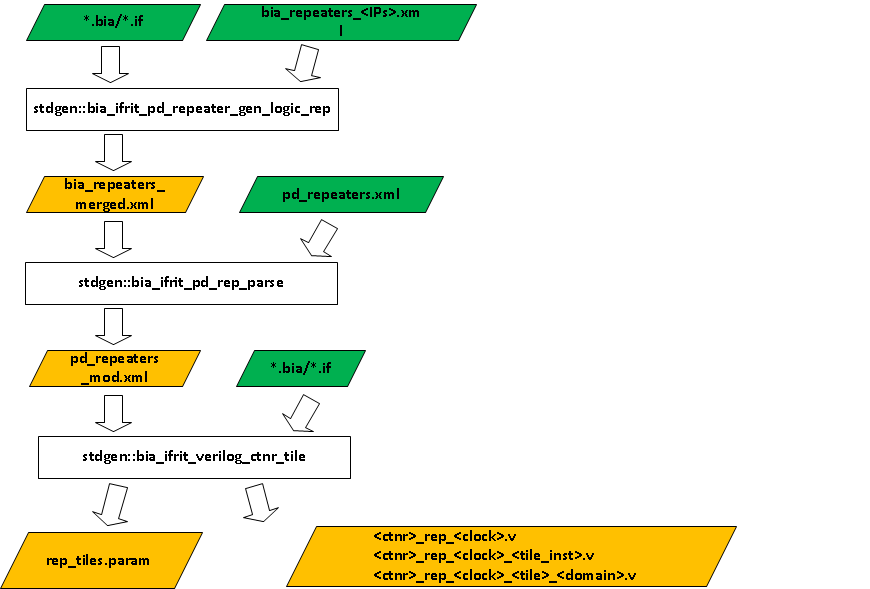 *.bia/*.if
bia_repeaters_<IPs>.xm
l
stdgen::bia_ifrit_pd_repeater_gen_logic_rep
bia_repeaters_
merged.xml
pd_repeaters.xml
stdgen::bia_ifrit_pd_rep_parse
pd_repeaters
_mod.xml
*.bia/*.if
stdgen::bia_ifrit_verilog_ctnr_tile
rep_tiles.param
<ctnr>_rep_<clock>.v
<ctnr>_rep_<clock>_<tile_inst>.v
<ctnr>_rep_<clock>_<tile>_<domain>.v